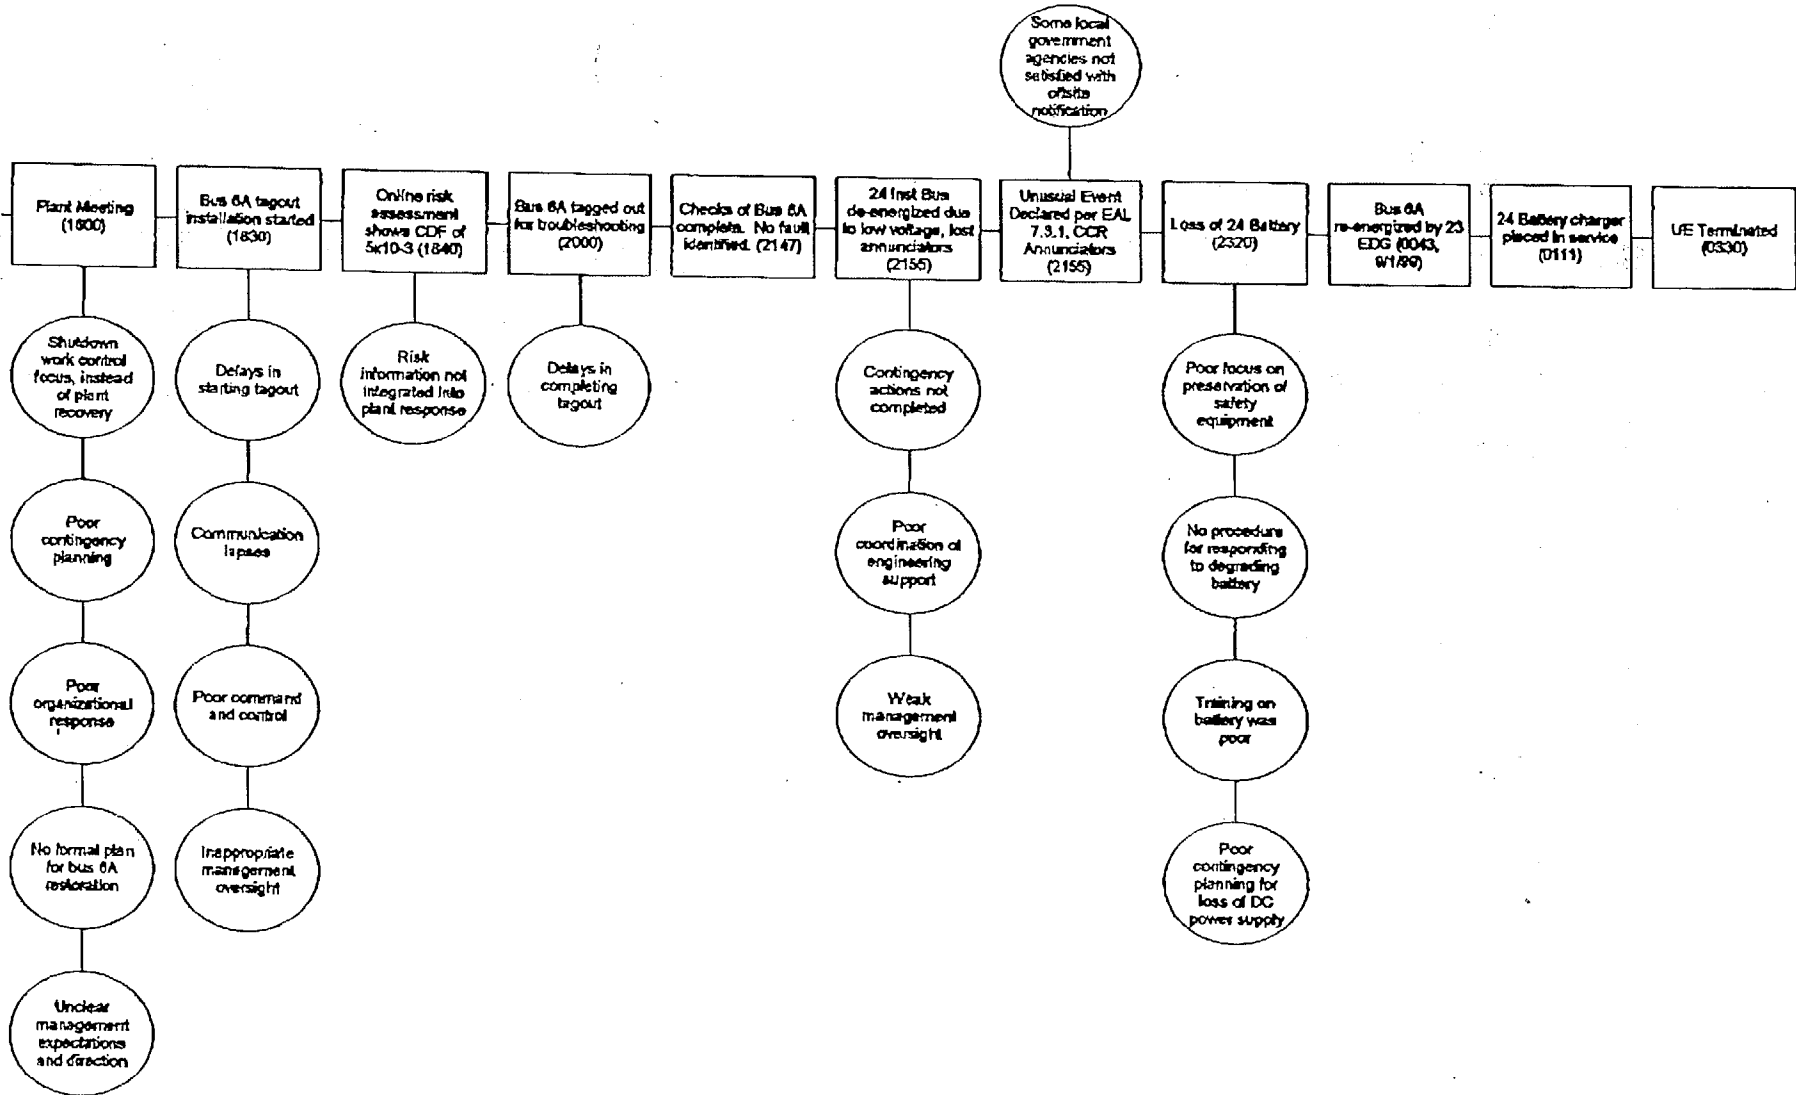 Some local
government
agencies not
satisfied with
offsite
notification
Plant Meeting
(1800)
Bus 6A tagout
installation started
(1830)
Online risk
assessment
shows CDF of
5x10-3 (1840)
Bus 6A tagged out
for troubleshooting
(2000)
Checks of Bus 6A
complete. No fault
identified. (2147)
24 Inst Bus
de-energized due
to low voltage, lost
annunciators
(2155)
Unusual Event
Declared per EAL
7.3.1, CCR
Annunciators
(2155)
Loss of 24 Battery
(2320)
Bus 6A
re-energized by 23
EDG (0043,
9/1/99)
24 Battery charger
placed in service
(0111)
U/E Terminated
(0330)
Shutdown
work control
focus, instead
of plant
recovery
Poor
contingency
planning
Poor
organizational
response
No formal plan
for bus 6A
restoration
Unclear
management
expectations
and direction
Delays in
starting tagout
Communication
lapses
Poor command
and control
Inappropriate
management
oversight
Risk
information not
integrated into
plant response
Delays in
completing
tagout
Contingency
actions not
completed
Poor
coordination of
engineering
support
Weak
management
oversight
Poor focus on
preservation of
safety
equipment
No procedure
for responding
to degrading
battery
Training on
battery was
poor
Poor
contingency
planning for
loss of DC
power supply